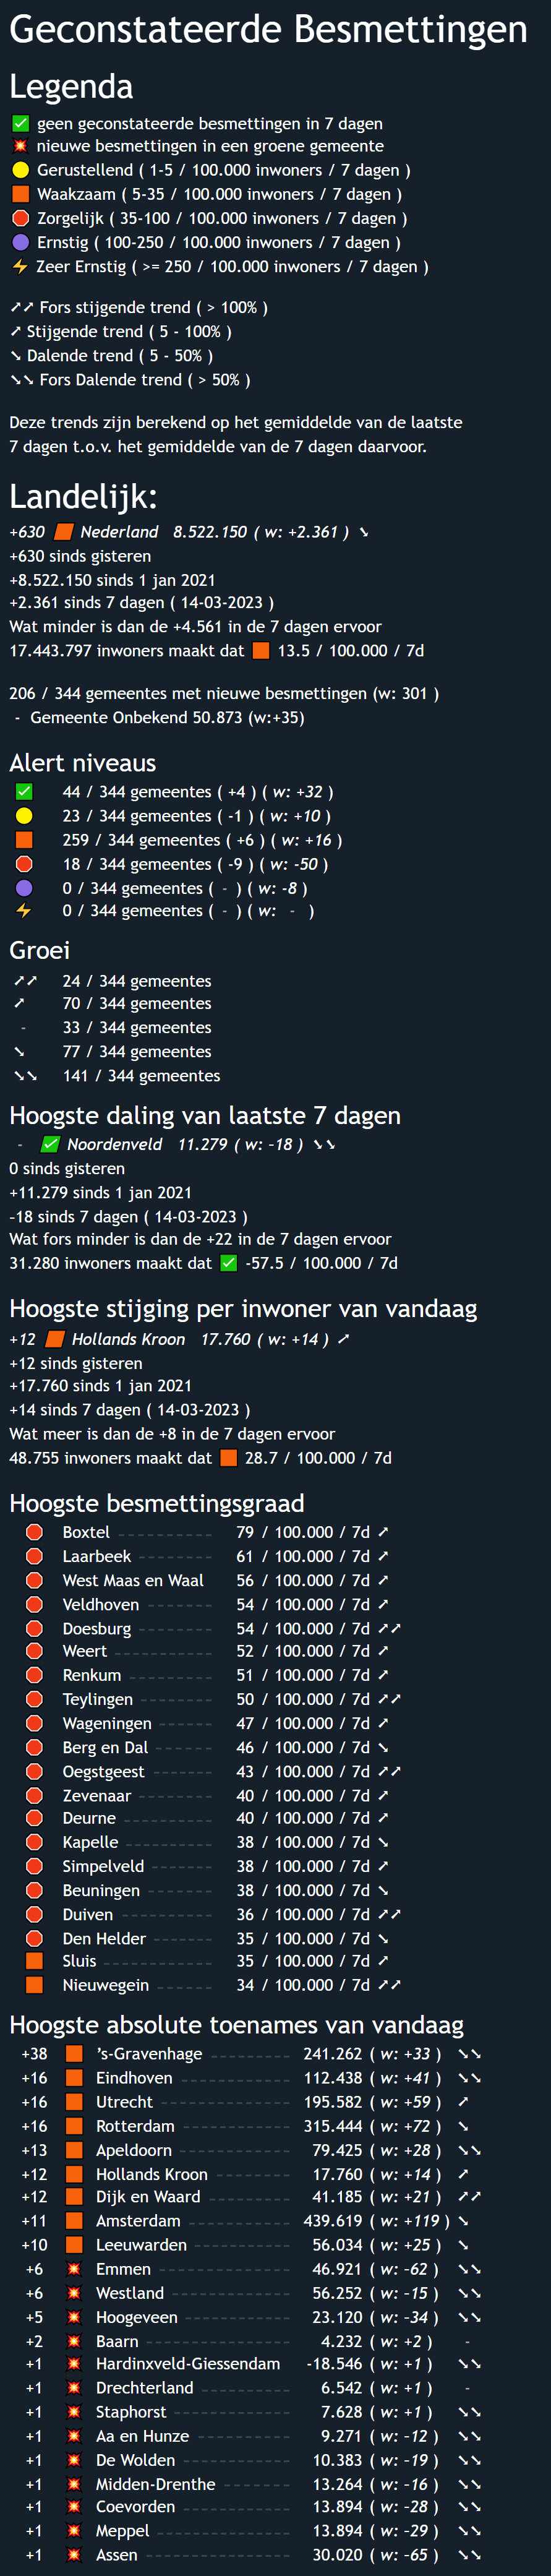 Geconstateerde Besmettingen
Legenda
geen geconstateerde besmettingen in 7 dagen
nieuwe besmettingen in een groene gemeente
Gerustellend ( 1-5 / 100.000 inwoners / 7 dagen )
Waakzaam ( 5-35 / 100.000 inwoners / 7 dagen )
Zorgelijk ( 35-100 / 100.000 inwoners / 7 dagen )
Ernstig ( 100-250 / 100.000 inwoners / 7 dagen )
Zeer Ernstig ( >= 250 / 100.000 inwoners / 7 dagen )
➚➚ Fors stijgende trend ( > 100% )
➚ Stijgende trend ( 5 - 100% )
➘ Dalende trend ( 5 - 50% )
➘➘ Fors Dalende trend ( > 50% )
Deze trends zijn berekend op het gemiddelde van de laatste
7 dagen t.o.v. het gemiddelde van de 7 dagen daarvoor.
Landelijk:
+630 Nederland 8.522.150 ( w: +2.361 ) ➘
+630 sinds gisteren
+8.522.150 sinds 1 jan 2021
+2.361 sinds 7 dagen ( 14-03-2023 )
Wat minder is dan de +4.561 in de 7 dagen ervoor
17.443.797 inwoners maakt dat 13.5 / 100.000 / 7d
206 / 344 gemeentes met nieuwe besmettingen (w: 301 )
- Gemeente Onbekend 50.873 (w:+35)
Alert niveaus
44 / 344 gemeentes ( +4 ) ( w: +32 )
23 / 344 gemeentes ( -1 ) ( w: +10 )
259 / 344 gemeentes ( +6 ) ( w: +16 )
18 / 344 gemeentes ( -9 ) ( w: -50 )
0 / 344 gemeentes ( - ) ( w: -8 )
0 / 344 gemeentes ( - ) ( w: - )
Groei
➚➚ 24 / 344 gemeentes
➚ 70 / 344 gemeentes
- 33 / 344 gemeentes
➘ 77 / 344 gemeentes
➘➘ 141 / 344 gemeentes
Hoogste daling van laatste 7 dagen
- Noordenveld 11.279 ( w: -18 ) ➘➘
0 sinds gisteren
+11.279 sinds 1 jan 2021
-18 sinds 7 dagen ( 14-03-2023 )
Wat fors minder is dan de +22 in de 7 dagen ervoor
31.280 inwoners maakt dat -57.5 / 100.000 / 7d
Hoogste stijging per inwoner van vandaag
+12 Hollands Kroon 17.760 ( w: +14 ) ➚
+12 sinds gisteren
+17.760 sinds 1 jan 2021
+14 sinds 7 dagen ( 14-03-2023 )
Wat meer is dan de +8 in de 7 dagen ervoor
48.755 inwoners maakt dat 28.7 / 100.000 / 7d
Hoogste besmettingsgraad
Boxtel 79 / 100.000 / 7d ➚
Laarbeek 61 / 100.000 / 7d ➚
West Maas en Waal 56 / 100.000 / 7d ➚
Veldhoven 54 / 100.000 / 7d ➚
Doesburg 54 / 100.000 / 7d ➚➚
Weert 52 / 100.000 / 7d ➚
Renkum 51 / 100.000 / 7d ➚
Teylingen 50 / 100.000 / 7d ➚➚
Wageningen 47 / 100.000 / 7d ➚
Berg en Dal 46 / 100.000 / 7d ➘
Oegstgeest 43 / 100.000 / 7d ➚➚
Zevenaar 40 / 100.000 / 7d ➚
Deurne 40 / 100.000 / 7d ➚
Kapelle 38 / 100.000 / 7d ➘
Simpelveld 38 / 100.000 / 7d ➚
Beuningen 38 / 100.000 / 7d ➘
Duiven 36 / 100.000 / 7d ➚➚
Den Helder 35 / 100.000 / 7d ➘
Sluis 35 / 100.000 / 7d ➚
Nieuwegein 34 / 100.000 / 7d ➚➚
Hoogste absolute toenames van vandaag
+38 's-Gravenhage 241.262 ( w: +33 ) ➘➘
+16 Eindhoven 112.438 ( w: +41 ) ➘➘
+16 Utrecht 195.582 ( w: +59 ) ➚
+16 Rotterdam 315.444 ( w: +72 ) ➘
+13 Apeldoorn 79.425 ( w: +28 ) ➘➘
+12 Hollands Kroon 17.760 ( w: +14 ) ➚
+12 Dijk en Waard 41.185 ( w: +21 ) ➚➚
+11 Amsterdam 439.619 ( w: +119 ) ➘
+10 Leeuwarden 56.034 ( w: +25 ) ➘
+6 Emmen 46.921 ( w: -62 ) ➘➘
+6 Westland 56.252 ( w: -15 ) ➘➘
+5 Hoogeveen 23.120 ( w: -34 ) ➘➘
+2 Baarn 4.232 ( w: +2 ) -
+1 Hardinxveld-Giessendam -18.546 ( w: +1 ) ➘➘
+1 Drechterland 6.542 ( w: +1 ) -
+1 Staphorst 7.628 ( w: +1 ) ➘➘
+1 Aa en Hunze 9.271 ( w: -12 ) ➘➘
+1 De Wolden 10.383 ( w: -19 ) ➘➘
+1 Midden-Drenthe 13.264 ( w: -16 ) ➘➘
+1 Coevorden 13.894 ( w: -28 ) ➘➘
+1 Meppel 13.894 ( w: -29 ) ➘➘
+1 Assen 30.020 ( w: -65 ) ➘➘